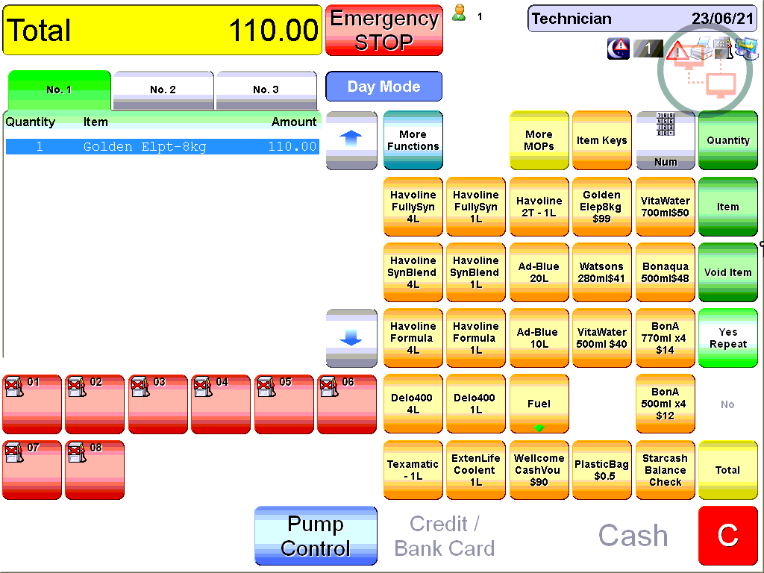 Total 110.00
Emergency
STOP
1
Technician 23/06/21
1
No. 1
No. 2
No. 3
Day Mode
Quantity Item Amount
1 Golden Elpt-8kg 110.00
More
Functions
More
MOPs
Item Keys
Num
Quantity
Havoline
FullySyn
4L
Havoline
FullySyn
1L
Havoline
2T - 1L
Golden
Elep8kg
$99
VitaWater
700ml$50
Item
Havoline
SynBlend
4L
Havoline
SynBlend
1L
Ad-Blue
20L
Watsons
280ml$41
Bonaqua
500ml$48
Void Item
Havoline
Formula
4L
Havoline
Formula
1L
Ad-Blue
10L
VitaWater
500ml $40
BonA
770ml x4
$14
Yes
Repeat
01
02
03
04
05
06
Delo400
4L
Delo400
1L
Fuel
BonA
500ml x4
$12
No
07
08
Texamatic
- 1L
ExtenLife
Coolent
1L
Wellcome
CashVou
$90
PlasticBag
$0.5
Starcash
Balance
Check
Total
Pump
Control
Credit /
Bank Card
Cash
C